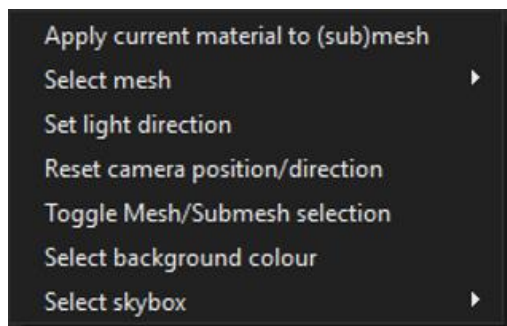 Apply current material to (sub)mesh
Select mesh
Set light direction
Reset camera position/direction
Toggle Mesh/Submesh selection
Select background colour
Select skybox